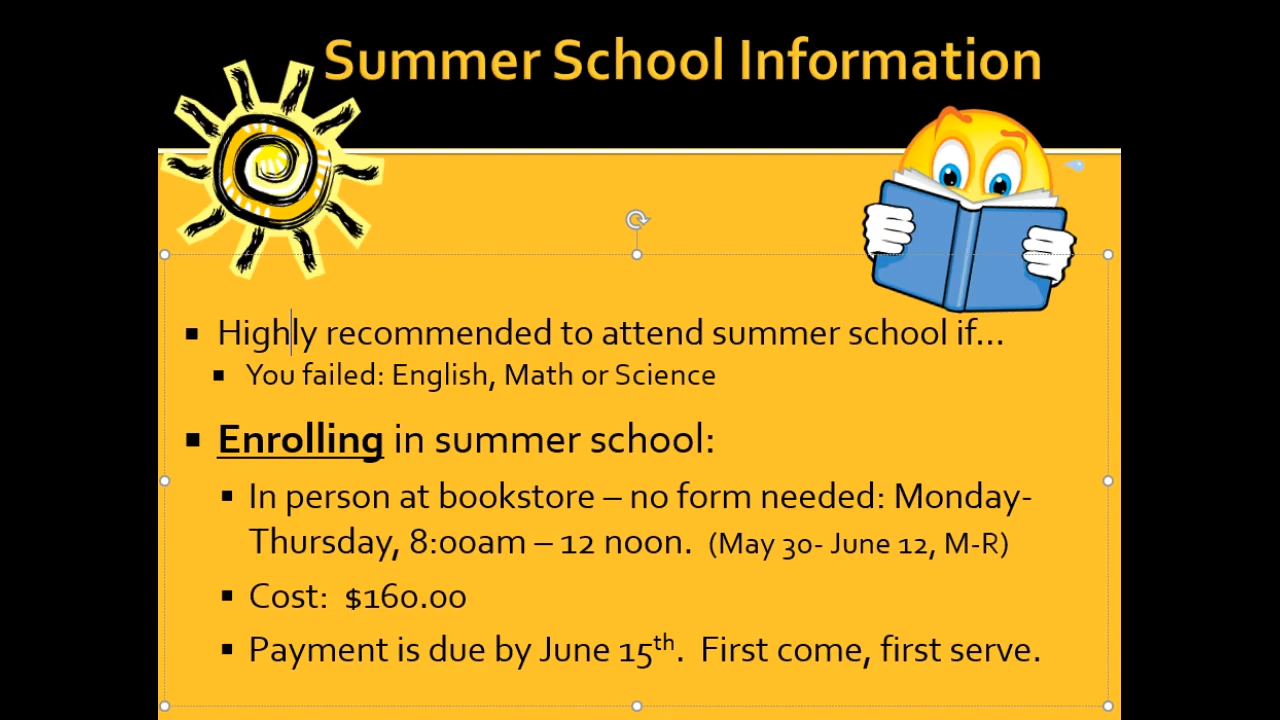 Summer School Information
▪ Highly recommended to attend summer school if…
▪ You failed: English, Math or Science
▪ Enrolling in summer school:
▪ In person at bookstore – no form needed: Monday-
Thursday, 8:00am – 12 noon. (May 30- June 12, M-R)
▪ Cost: $160.00
▪ Payment is due by June 15th. First come, first serve.